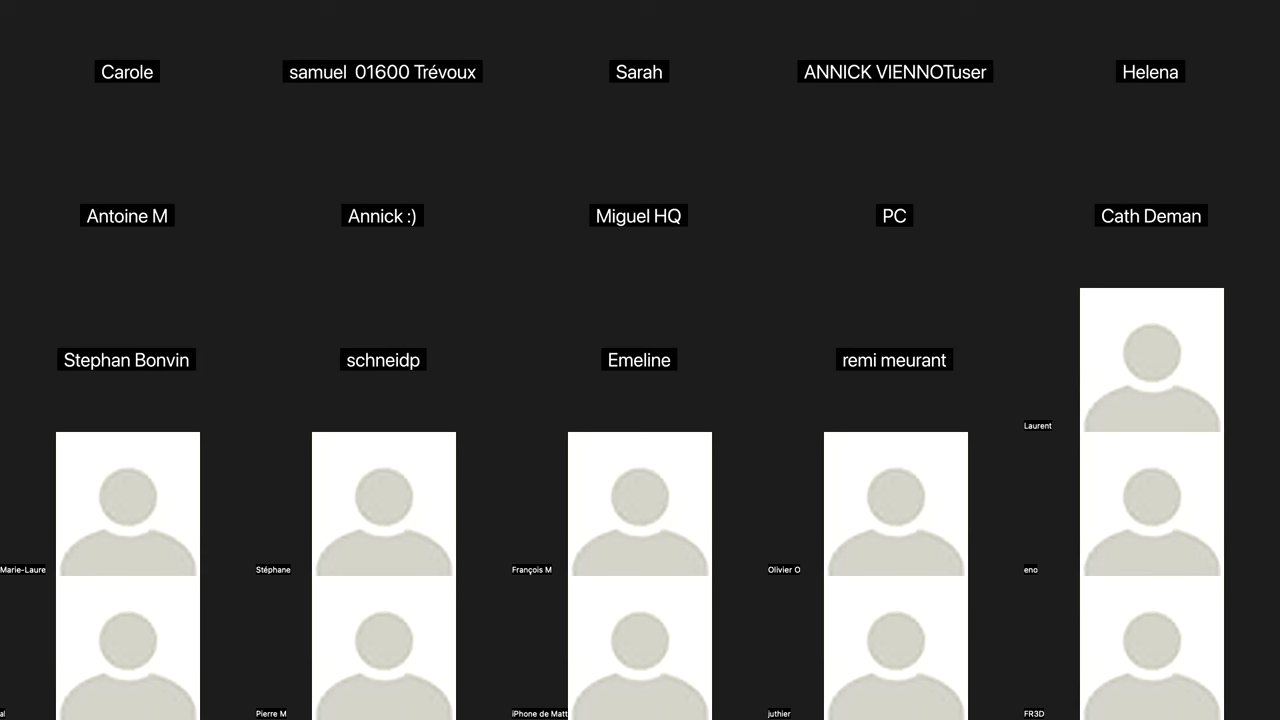 Carole
samuel  01600 Trévoux
Sarah
ANNICK VIENNOTuser
Helena
Antoine M
Annick :)
Miguel HQ
PC
Cath Deman
Stephan Bonvin
schneidp
Emeline
remi meurant
Laurent
Marie-Laure
Stéphane
François M
Olivier O
eno
al
Pierre M
iPhone de Matt
juthier
FR3D